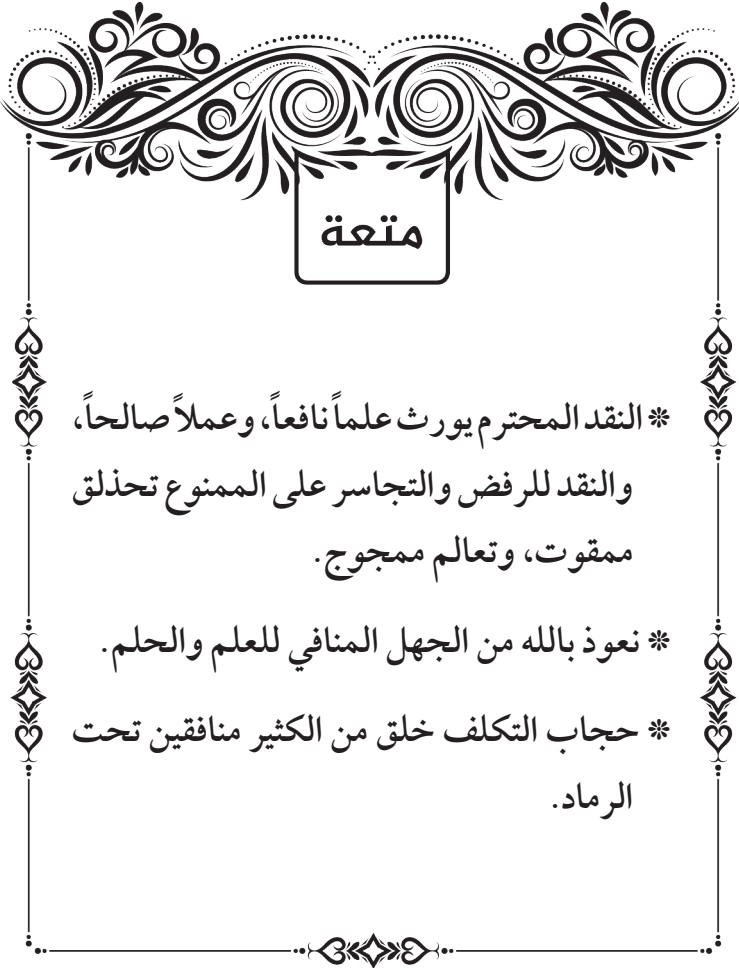 متعة
❊ النقد المحترم يورث علماً نافعاً، وعملاً صالحاً،
والنقد للرفض والتجاسر على الممنوع تحذلق
ممقوت، وتعالم ممجوج.
❊ نعوذ بالله من الجهل المنافي للعلم والحلم.
❊ حجاب التكلف خلق من الكثير منافقين تحت
الرماد.